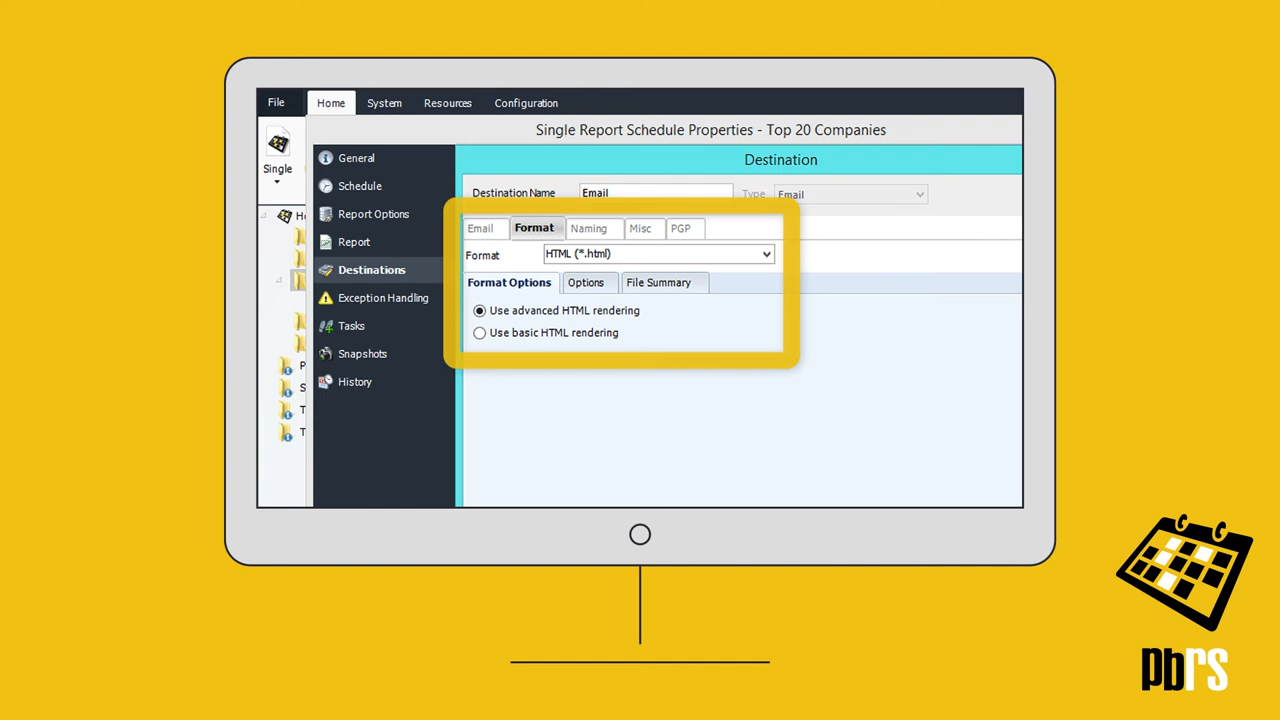 File Home System Resources Configuration
Single Report Schedule Properties - Top 20 Companies
Single
General
Schedule
Report Options
Report
Destinations
Exception Handling
Tasks
Snapshots
History
Destination
Destination Name Email Type Email
Email Format Naming Misc PGP
Format HTML (*.html)
Format Options Options File Summary
Use advanced HTML rendering
Use basic HTML rendering
pbrs